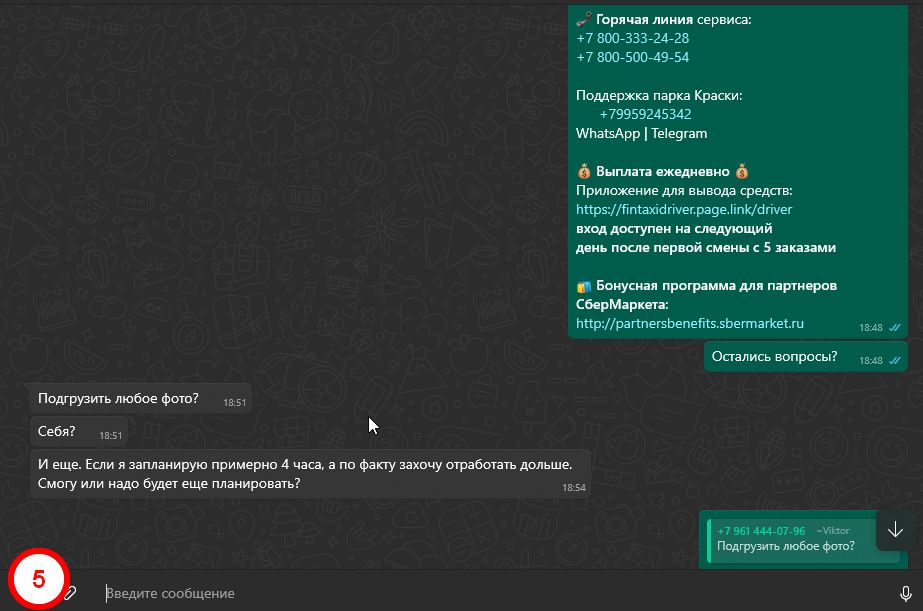 Горячая линия сервиса:
+7 800-333-24-28
+7 800-500-49-54
Поддержка парка Краски:
+79959245342
WhatsApp | Telegram
💰 Выплата ежедневно 💰
Приложение для вывода средств:
https://fintaxidriver.page.link/driver
вход доступен на следующий
день после первой смены с 5 заказами
🛍️ Бонусная программа для партнеров
СберМаркета:
http://partnersbenefits.sbermarket.ru
18:48
Остались вопросы?
18:48
Подгрузить любое фото?
18:51
Себя?
18:51
И еще. Если я запланирую примерно 4 часа, а по факту захочу отработать дольше.
Смогу или надо будет еще планировать?
18:54
+7 961 444-07-96 ~Viktor
Подгрузить любое фото?
5
Введите сообщение